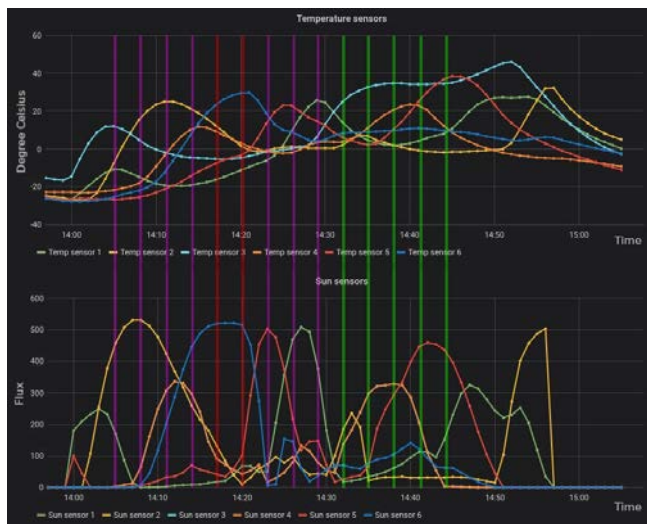 Temperature sensors
60
40
20
0
-20
-40
Degree Celsius
14:00 14:10 14:20 14:30 14:40 14:50 15:00
Time
Temp sensor 1 Temp sensor 2 Temp sensor 3 Temp sensor 4 Temp sensor 5 Temp sensor 6
Sun sensors
600
500
400
300
200
100
0
Flux
14:00 14:10 14:20 14:30 14:40 14:50 15:00
Time
Sun sensor 1 Sun sensor 2 Sun sensor 3 Sun sensor 4 Sun sensor 5 Sun sensor 6